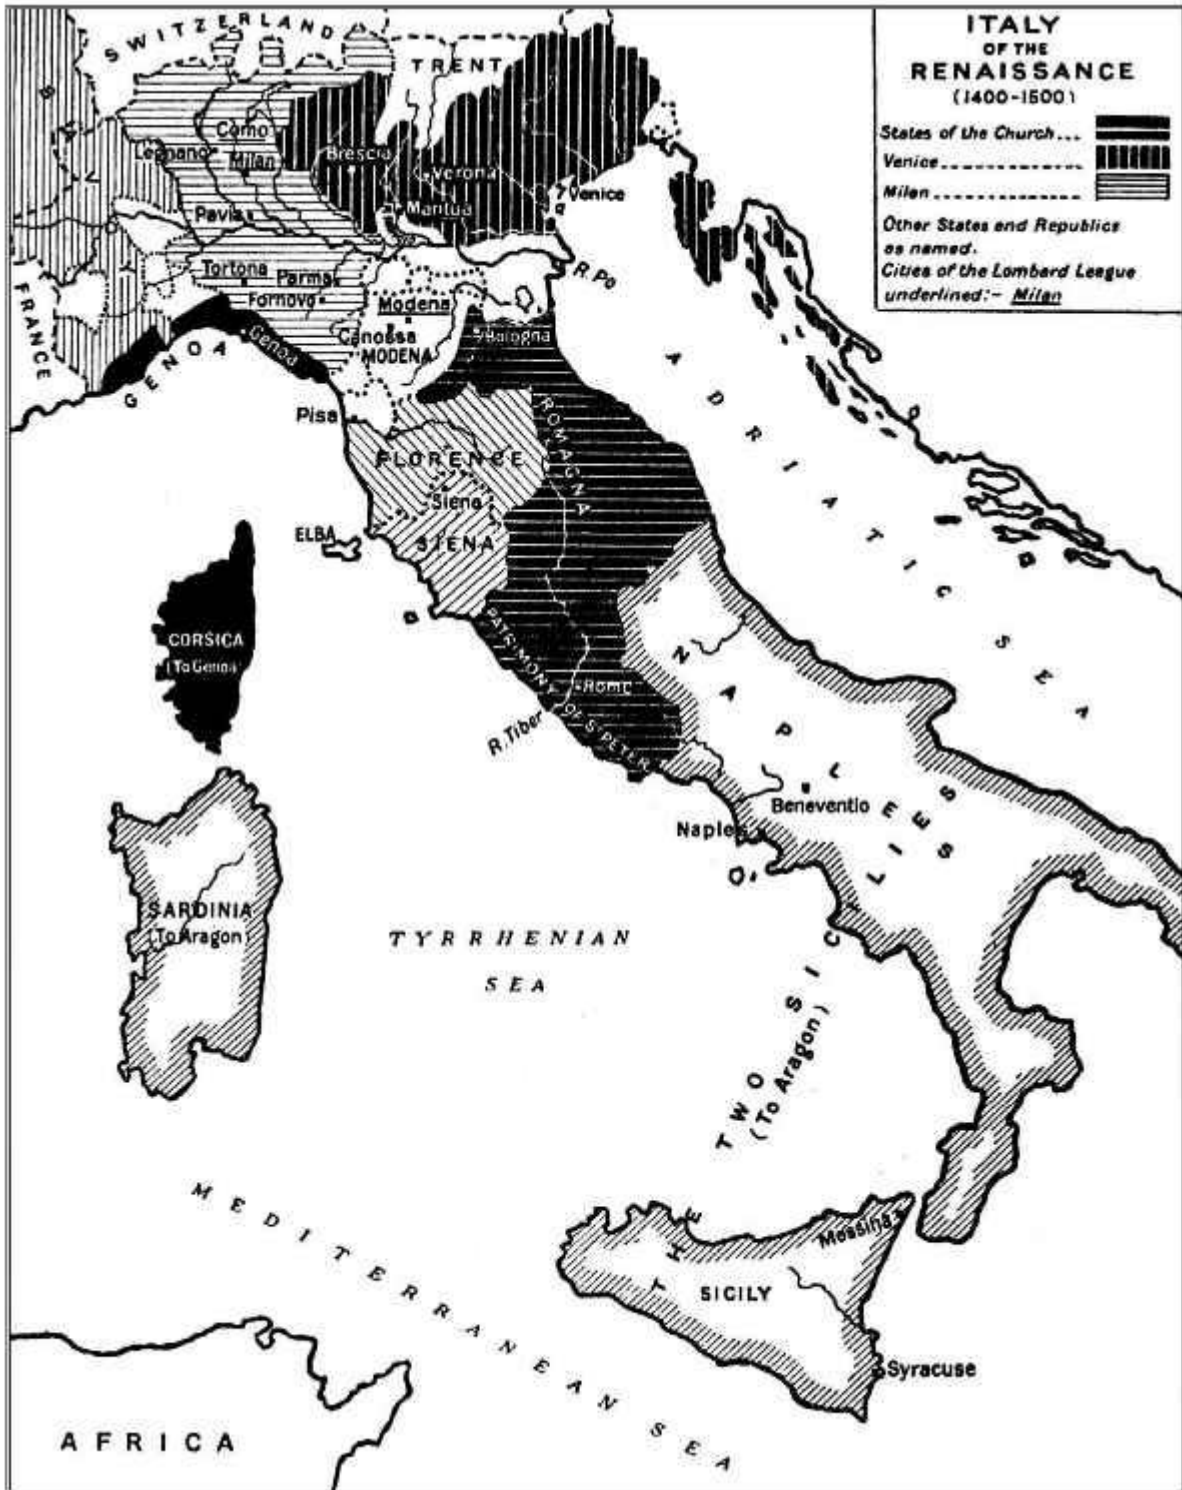 ITALY
OF THE
RENAISSANCE
(1400-1500)
States of the Church...
Venice
Milan
Other States and Republics
as named.
Cities of the Lombard League
underlined:- Milan
SWITZERLAND
TRENT
SAVOY
FRANCE
Como
Legnano
Milan
Brescia
Verona
Venice
Mantua
Pavia
R. Po
Tortona
Parma
Fornovo
Modena
Canossa
MODENA
Bologna
GENOA
Genoa
Pisa
ROMAGNA
FLORENCE
Siena
SIENA
ELBA
ADRIATIC SEA
CORSICA
(To Genoa)
PATRIMONY OF ST PETER
Rome
R. Tiber
NAPLES
Beneventio
Naples
SARDINIA
(To Aragon)
TYRRHENIAN
SEA
THE TWO SICILIES
(To Aragon)
MEDITERRANEAN SEA
Messina
SICILY
Syracuse
AFRICA